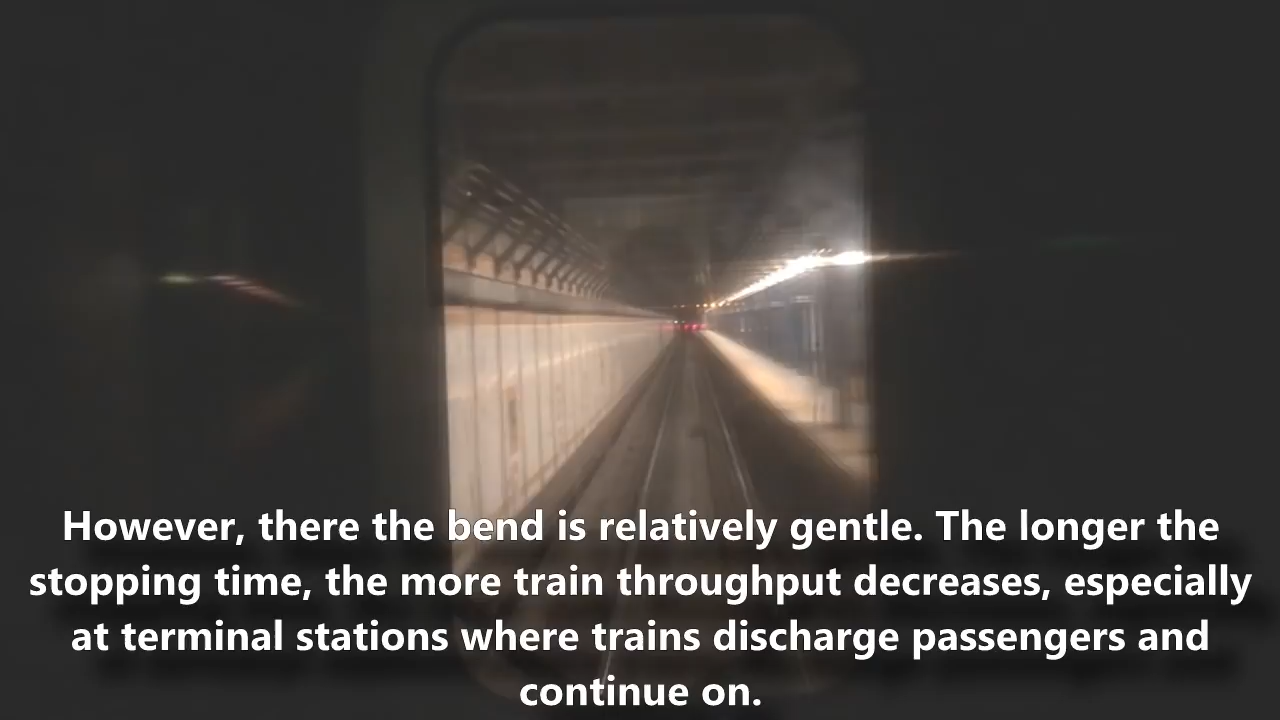 However, there the bend is relatively gentle. The longer the
stopping time, the more train throughput decreases, especially
at terminal stations where trains discharge passengers and
continue on.